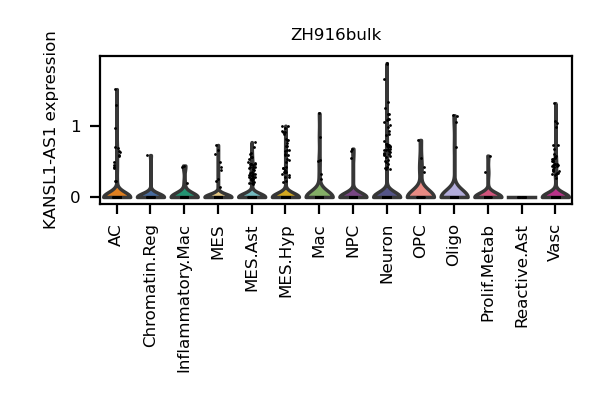 ZH916bulk
KANSL1-AS1 expression
1
0
AC
Chromatin.Reg
Inflammatory.Mac
MES
MES.Ast
MES.Hyp
Mac
NPC
Neuron
OPC
Oligo
Prolif.Metab
Reactive.Ast
Vasc